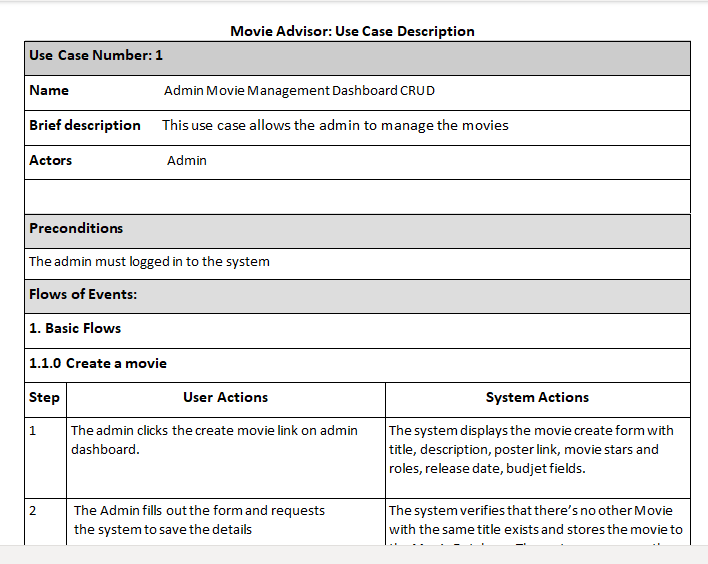 Movie Advisor: Use Case Description
Use Case Number: 1
Name Admin Movie Management Dashboard CRUD
Brief description This use case allows the admin to manage the movies
Actors Admin
Preconditions
The admin must logged in to the system
Flows of Events:
1. Basic Flows
1.1.0 Create a movie
Step User Actions System Actions
1 The admin clicks the create movie link on admin
dashboard.
The system displays the movie create form with
title, description, poster link, movie stars and
roles, release date, budjet fields.
2 The Admin fills out the form and requests
the system to save the details
The system verifies that there's no other Movie
with the same title exists and stores the movie to